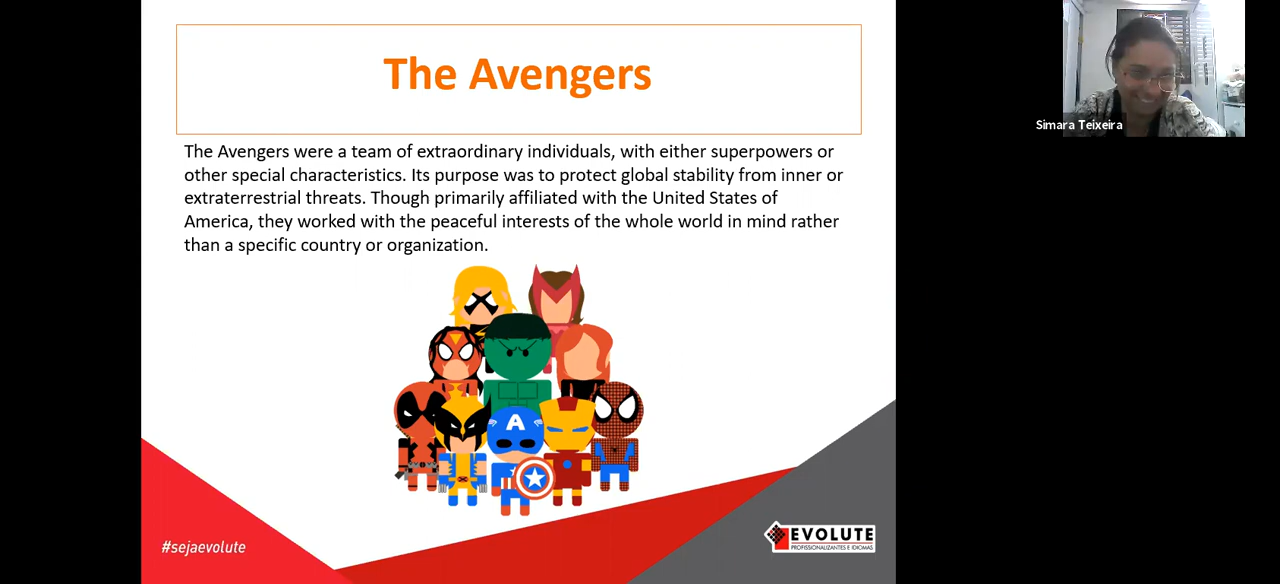 The Avengers
The Avengers were a team of extraordinary individuals, with either superpowers or
other special characteristics. Its purpose was to protect global stability from inner or
extraterrestrial threats. Though primarily affiliated with the United States of
America, they worked with the peaceful interests of the whole world in mind rather
than a specific country or organization.
A
#sejaevolute
EVOLUTE
PROFISSIONALIZANTES E IDIOMAS
Simara Teixeira